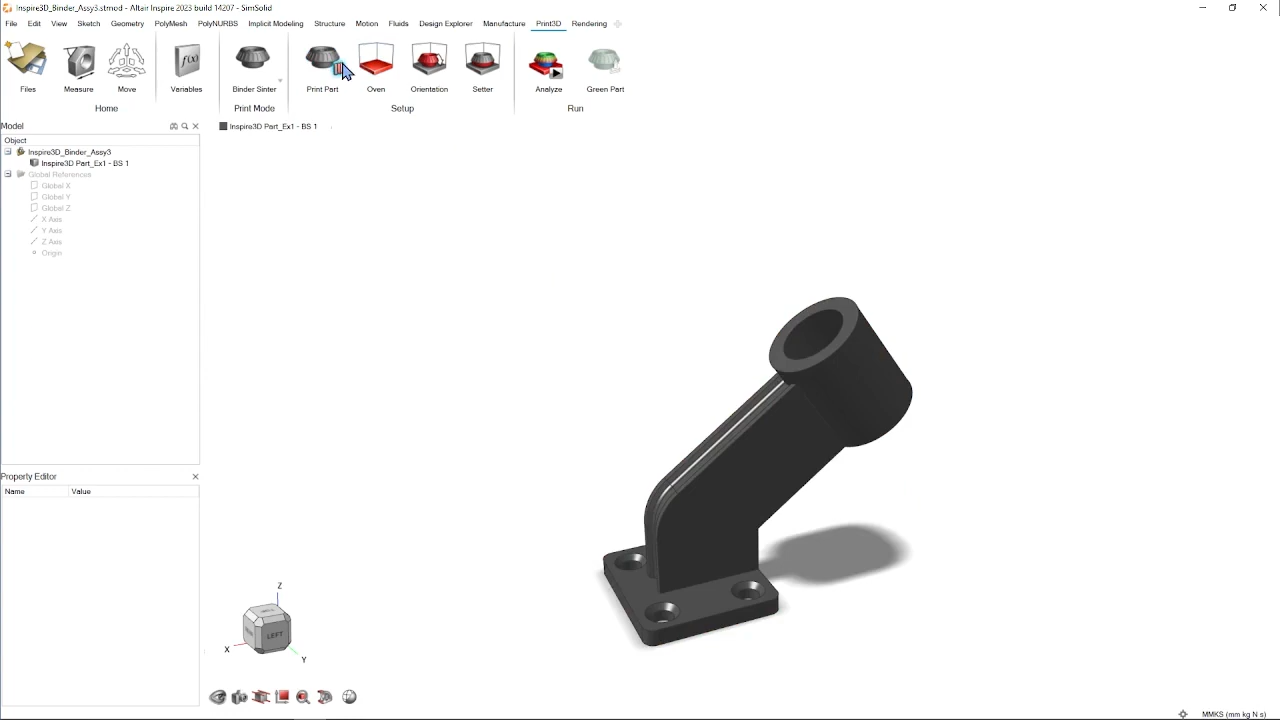 Inspire3D_Binder_Assy3.stmod - Altair Inspire 2023 build 14207 - SimSolid
File Edit View Sketch Geometry PolyMesh PolyNURBS Implicit Modeling Structure Motion Fluids Design Explorer Manufacture Print3D Rendering
f(x)
Files Measure Move Variables Binder Sinter Print Part Oven Orientation Setter Analyze Green Part
Home Print Mode Setup Run
Model
Inspire3D Part_Ex1 - BS 1
Object
Inspire3D_Binder_Assy3
Inspire3D Part_Ex1 - BS 1
Global References
Global X
Global Y
Global Z
X Axis
Y Axis
Z Axis
Origin
Property Editor
Name Value
Z
LEFT
X
Y
MMKS (mm kg N s)